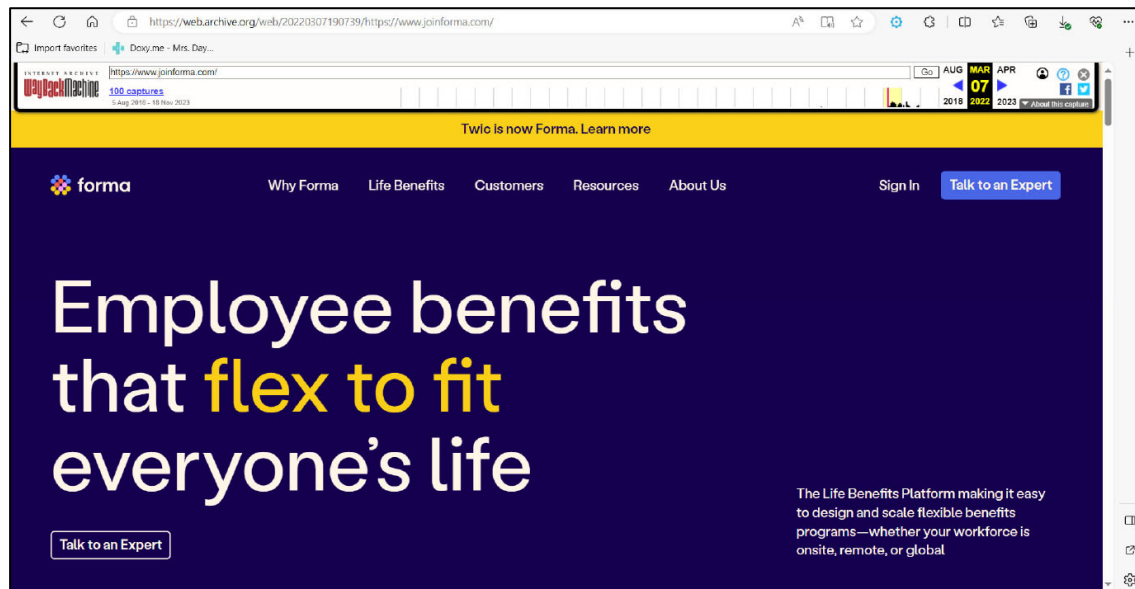 https://web.archive.org/web/20220307190739/https://www.joinforma.com/
Import favorites
Doxy.me - Mrs. Day...
INTERNET ARCHIVE
WayBackMachine
https://www.joinforma.com/
Go
AUG MAR APR
100 captures
07
5 Aug 2016 - 18 Nov 2023
2018 2022 2023
About this capture
Twic is now Forma. Learn more
forma
Why Forma
Life Benefits
Customers
Resources
About Us
Sign In
Talk to an Expert
Employee benefits
that flex to fit
everyone's life
The Life Benefits Platform making it easy
to design and scale flexible benefits
programs—whether your workforce is
onsite, remote, or global
Talk to an Expert